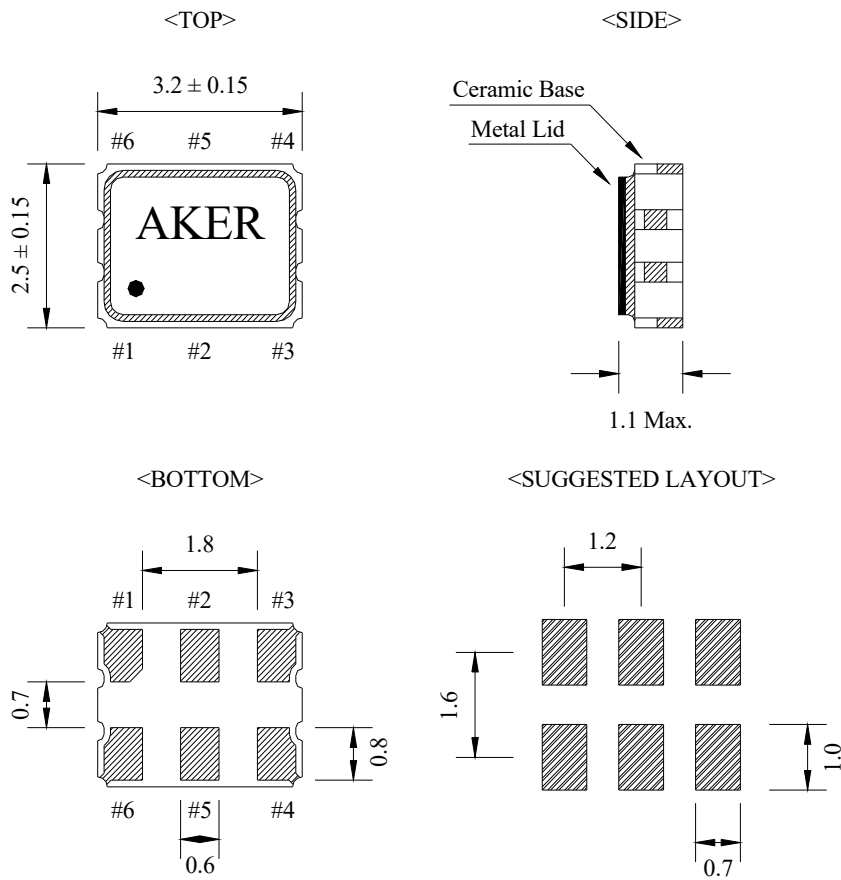 <TOP>
<SIDE>
3.2 ± 0.15
Ceramic Base
Metal Lid
#6 #5 #4
2.5 ± 0.15
AKER
#1 #2 #3
1.1 Max.
<BOTTOM>
<SUGGESTED LAYOUT>
1.8
1.2
#1 #2 #3
0.7
0.8
1.6
1.0
#6 #5 #4
0.6
0.7